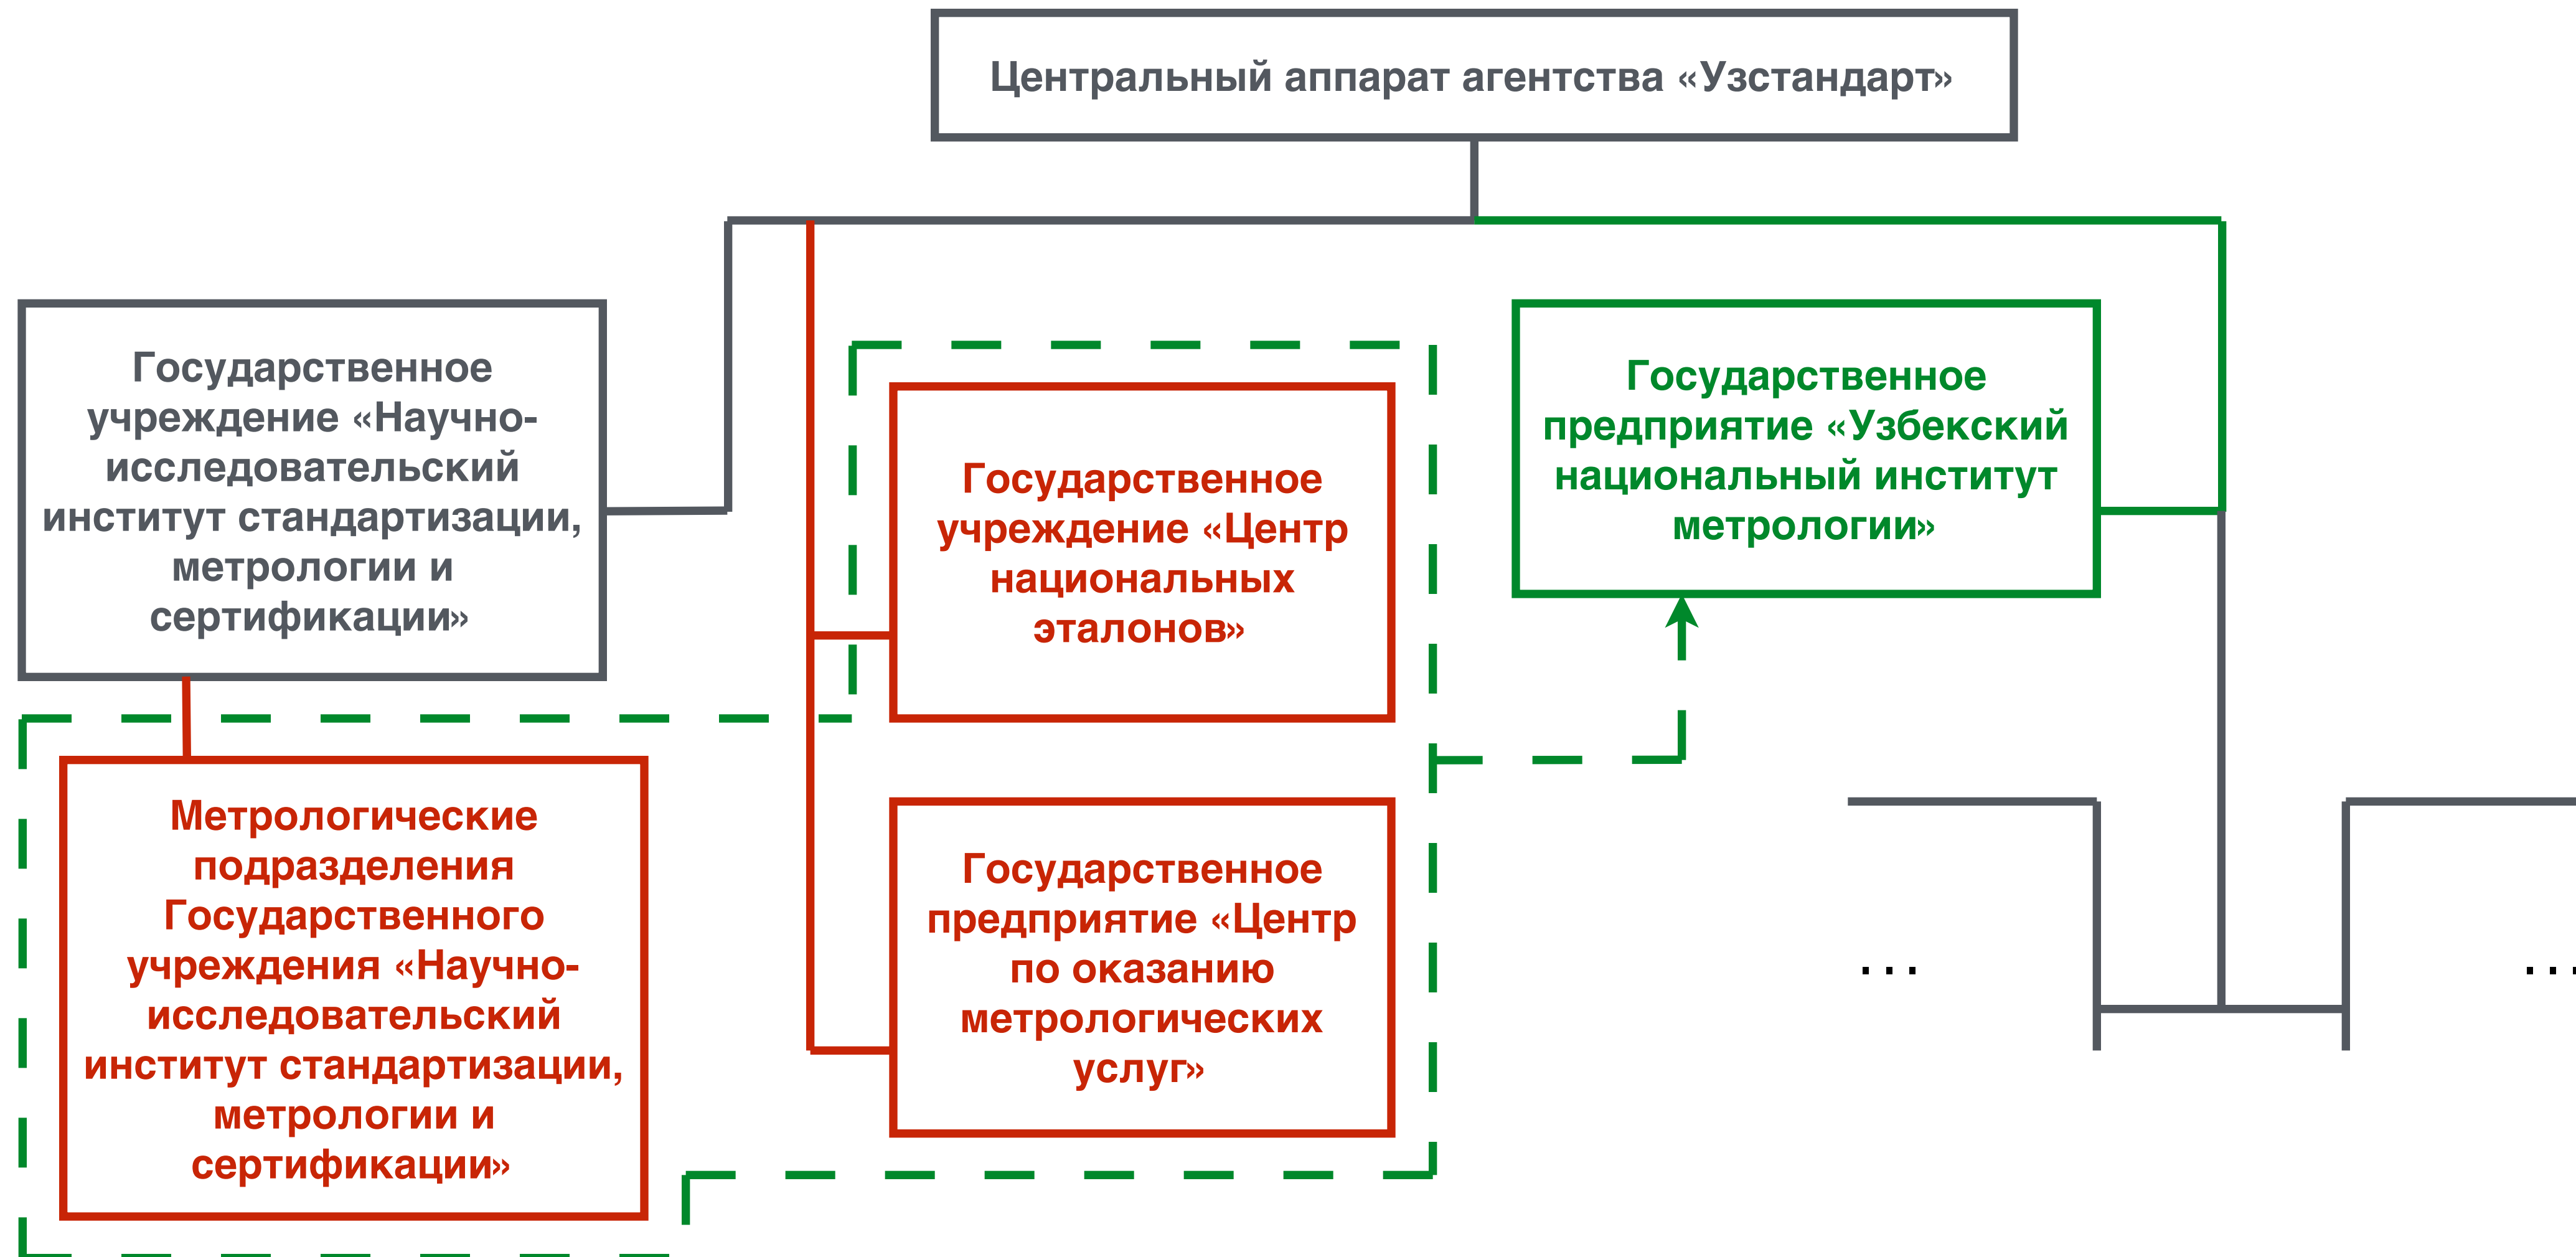 Центральный аппарат агентства «Узстандарт»
Государственное
учреждение «Научно-
исследовательский
институт стандартизации,
метрологии и
сертификации»
Государственное
учреждение «Центр
национальных
эталонов»
Государственное
предприятие «Узбекский
национальный институт
метрологии»
Метрологические
подразделения
Государственного
учреждения «Научно-
исследовательский
институт стандартизации,
метрологии и
сертификации»
Государственное
предприятие «Центр
по оказанию
метрологических
услуг»
...
...